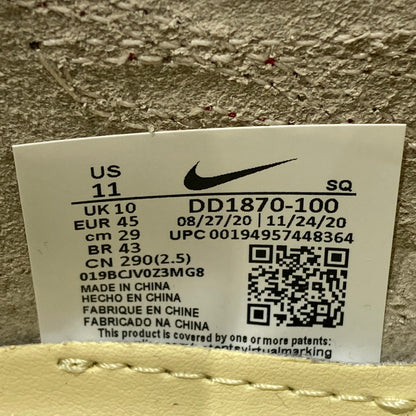 US
11
SQ
UK 10
DD1870-100
EUR 45
08/27/20 | 11/24/20
cm 29
UPC 00194957448364
BR 43
CN 290(2.5)
019BCJV0Z3MG8
MADE IN CHINA
HECHO EN CHINA
FABRIQUE EN CHINE
FABRICADO NA CHINA
This product is covered by one or more patents: